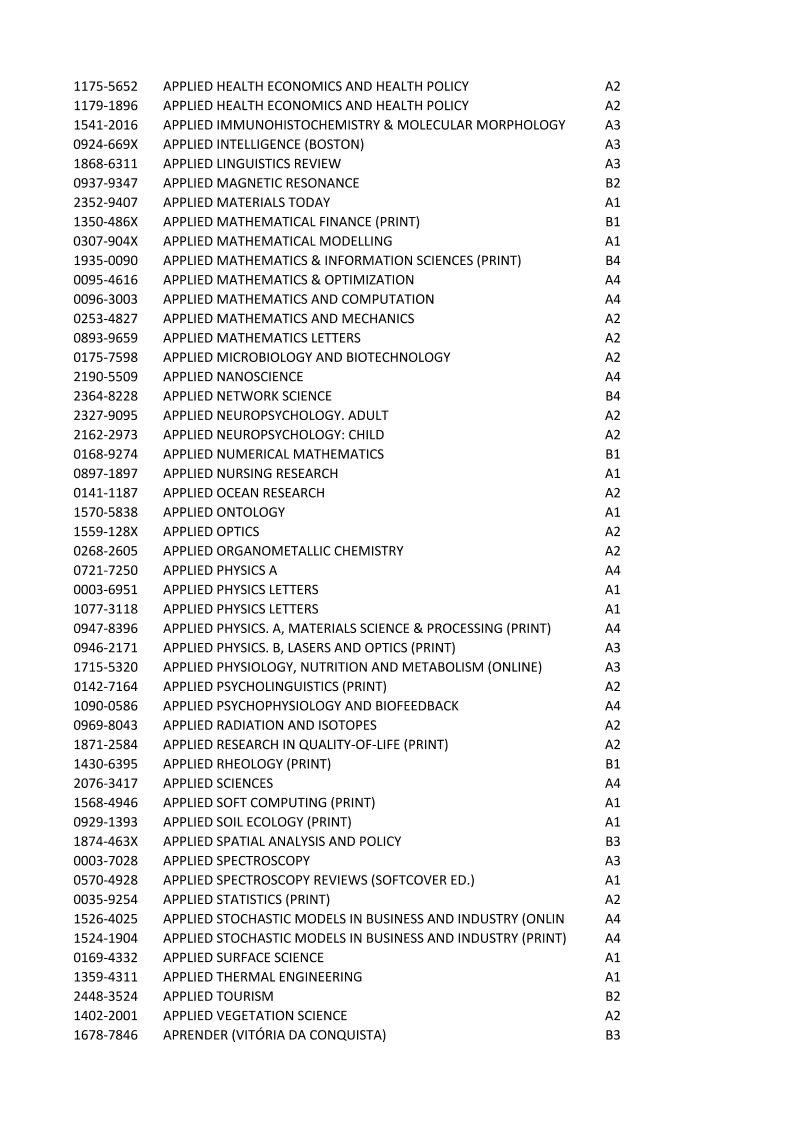 1175-5652 APPLIED HEALTH ECONOMICS AND HEALTH POLICY A2
1179-1896 APPLIED HEALTH ECONOMICS AND HEALTH POLICY A2
1541-2016 APPLIED IMMUNOHISTOCHEMISTRY & MOLECULAR MORPHOLOGY A3
0924-669X APPLIED INTELLIGENCE (BOSTON) A3
1868-6311 APPLIED LINGUISTICS REVIEW A3
0937-9347 APPLIED MAGNETIC RESONANCE B2
2352-9407 APPLIED MATERIALS TODAY A1
1350-486X APPLIED MATHEMATICAL FINANCE (PRINT) B1
0307-904X APPLIED MATHEMATICAL MODELLING A1
1935-0090 APPLIED MATHEMATICS & INFORMATION SCIENCES (PRINT) B4
0095-4616 APPLIED MATHEMATICS & OPTIMIZATION A4
0096-3003 APPLIED MATHEMATICS AND COMPUTATION A4
0253-4827 APPLIED MATHEMATICS AND MECHANICS A2
0893-9659 APPLIED MATHEMATICS LETTERS A2
0175-7598 APPLIED MICROBIOLOGY AND BIOTECHNOLOGY A2
2190-5509 APPLIED NANOSCIENCE A4
2364-8228 APPLIED NETWORK SCIENCE B4
2327-9095 APPLIED NEUROPSYCHOLOGY. ADULT A2
2162-2973 APPLIED NEUROPSYCHOLOGY: CHILD A2
0168-9274 APPLIED NUMERICAL MATHEMATICS B1
0897-1897 APPLIED NURSING RESEARCH A1
0141-1187 APPLIED OCEAN RESEARCH A2
1570-5838 APPLIED ONTOLOGY A1
1559-128X APPLIED OPTICS A2
0268-2605 APPLIED ORGANOMETALLIC CHEMISTRY A2
0721-7250 APPLIED PHYSICS A A4
0003-6951 APPLIED PHYSICS LETTERS A1
1077-3118 APPLIED PHYSICS LETTERS A1
0947-8396 APPLIED PHYSICS. A, MATERIALS SCIENCE & PROCESSING (PRINT) A4
0946-2171 APPLIED PHYSICS. B, LASERS AND OPTICS (PRINT) A3
1715-5320 APPLIED PHYSIOLOGY, NUTRITION AND METABOLISM (ONLINE) A3
0142-7164 APPLIED PSYCHOLINGUISTICS (PRINT) A2
1090-0586 APPLIED PSYCHOPHYSIOLOGY AND BIOFEEDBACK A4
0969-8043 APPLIED RADIATION AND ISOTOPES A2
1871-2584 APPLIED RESEARCH IN QUALITY-OF-LIFE (PRINT) A2
1430-6395 APPLIED RHEOLOGY (PRINT) B1
2076-3417 APPLIED SCIENCES A4
1568-4946 APPLIED SOFT COMPUTING (PRINT) A1
0929-1393 APPLIED SOIL ECOLOGY (PRINT) A1
1874-463X APPLIED SPATIAL ANALYSIS AND POLICY B3
0003-7028 APPLIED SPECTROSCOPY A3
0570-4928 APPLIED SPECTROSCOPY REVIEWS (SOFTCOVER ED.) A1
0035-9254 APPLIED STATISTICS (PRINT) A2
1526-4025 APPLIED STOCHASTIC MODELS IN BUSINESS AND INDUSTRY (ONLIN A4
1524-1904 APPLIED STOCHASTIC MODELS IN BUSINESS AND INDUSTRY (PRINT) A4
0169-4332 APPLIED SURFACE SCIENCE A1
1359-4311 APPLIED THERMAL ENGINEERING A1
2448-3524 APPLIED TOURISM B2
1402-2001 APPLIED VEGETATION SCIENCE A2
1678-7846 APRENDER (VITÓRIA DA CONQUISTA) B3